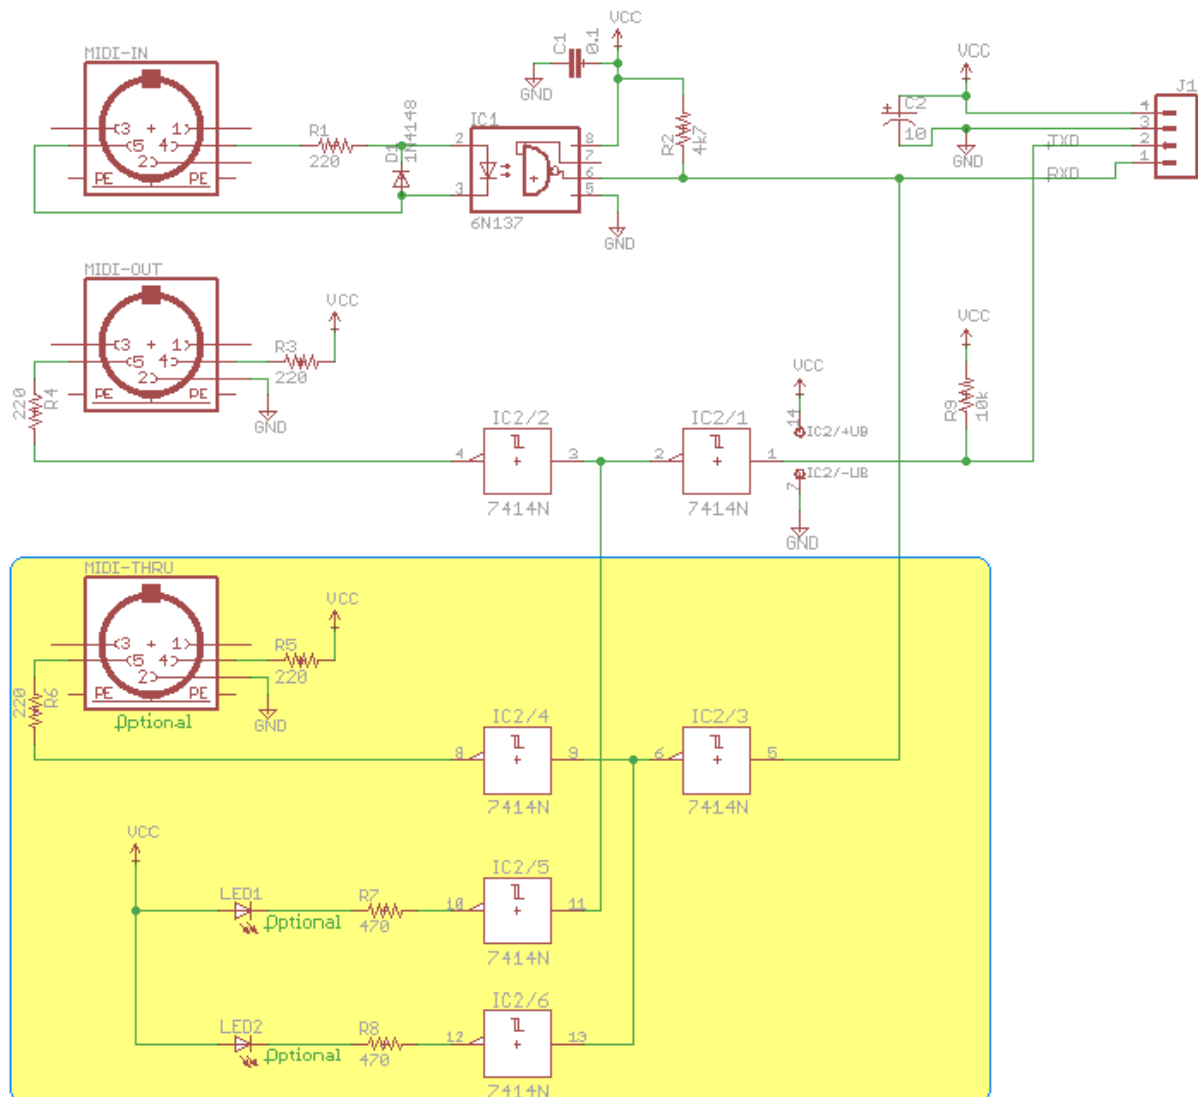 VCC
C1
0.1
GND
MIDI-IN
3 + 1
5 4
2
PE PE
R1
220
D1
1N4148
IC1
2
3
8
7
6
5
+
6N137
GND
R2
4k7
VCC
C2
+
10
GND
J1
4
3
2
1
TXD
RXD
MIDI-OUT
3 + 1
5 4
2
PE PE
R3
220
VCC
GND
R4
220
IC2/2
4 + 3
7414N
IC2/1
2 + 1
7414N
VCC
14
IC2/+UB
IC2/-UB
7
GND
VCC
R9
10k
MIDI-THRU
3 + 1
5 4
2
PE PE
Optional
R5
220
VCC
GND
R6
220
IC2/4
8 + 9
7414N
IC2/3
6 + 5
7414N
VCC
LED1
Optional
R7
470
IC2/5
10 + 11
7414N
LED2
Optional
R8
470
IC2/6
12 + 13
7414N